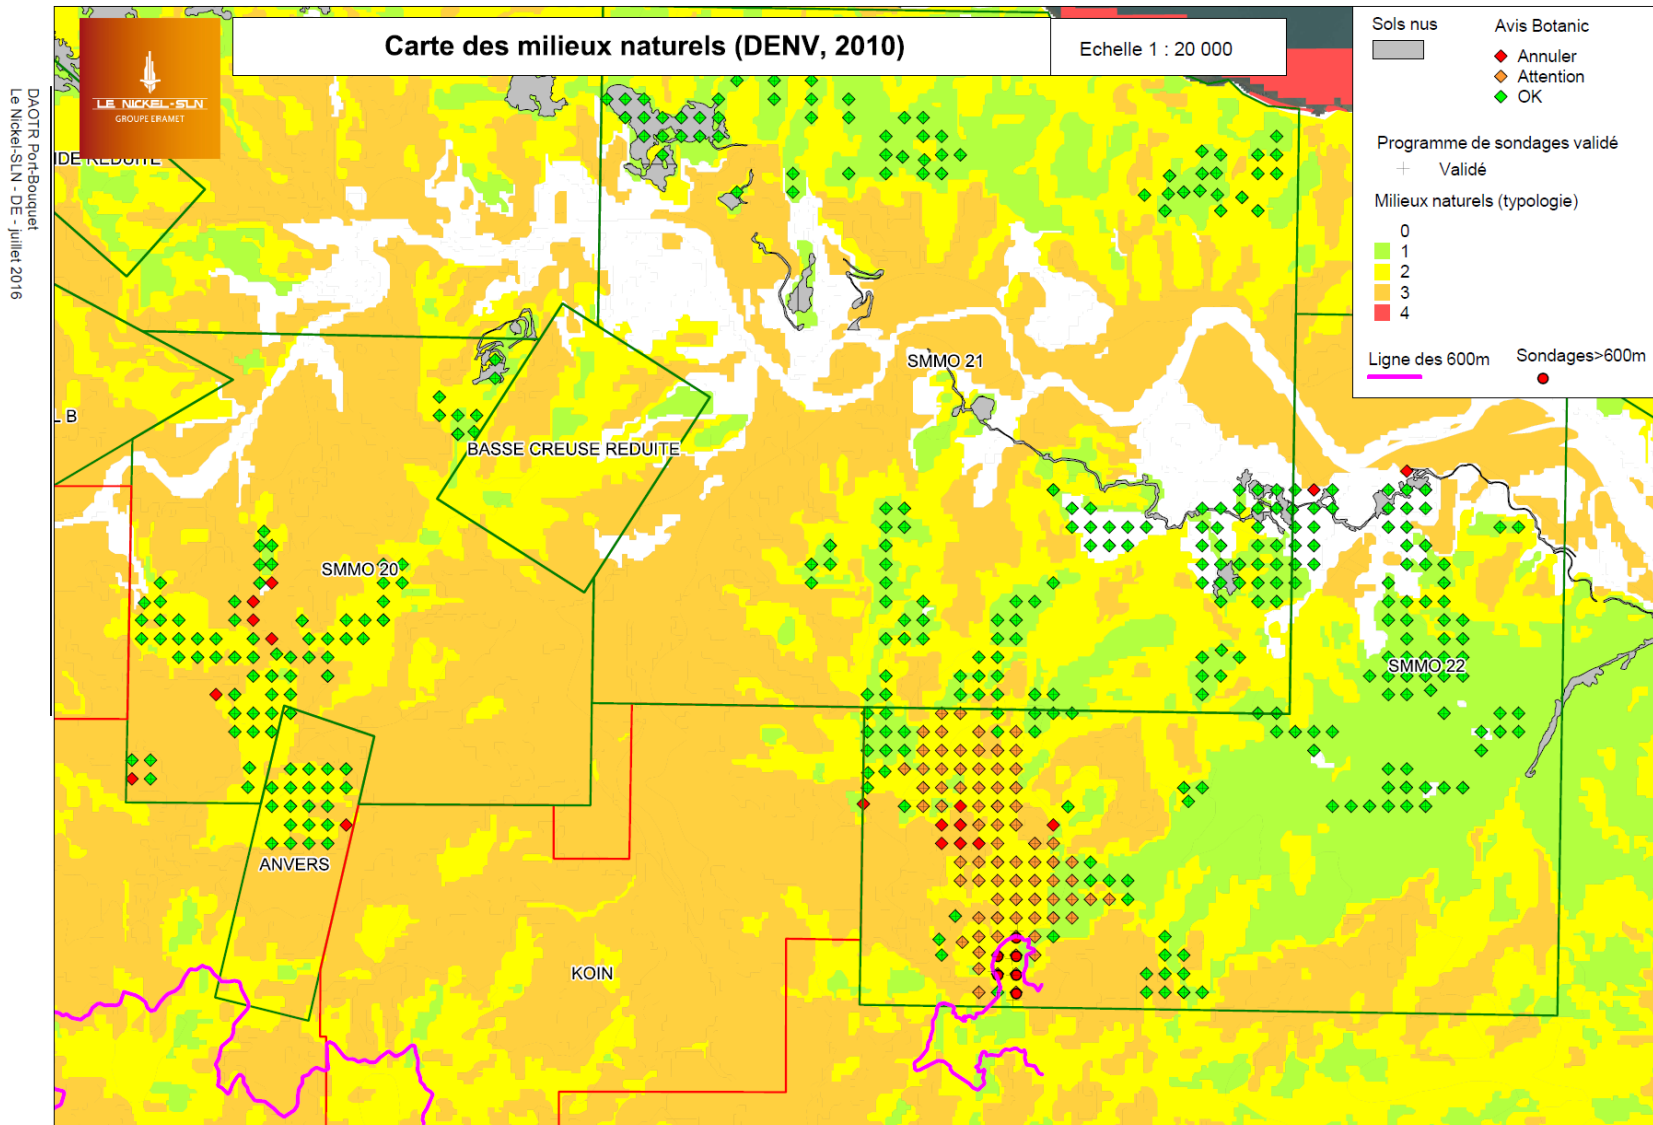 LE NICKEL-SLN
GROUPE ERAMET
Carte des milieux naturels (DENV, 2010)
Echelle 1 : 20 000
DAOTR Port-Bouquet
Le Nickel-SLN - DE - juillet 2016
Sols nus
Avis Botanic
Annuler
Attention
OK
Programme de sondages validé
Validé
Milieux naturels (typologie)
0
1
2
3
4
Ligne des 600m
Sondages>600m
IDE REDUITE
SMMO 21
L B
BASSE CREUSE REDUITE
SMMO 20
SMMO 22
ANVERS
KOIN